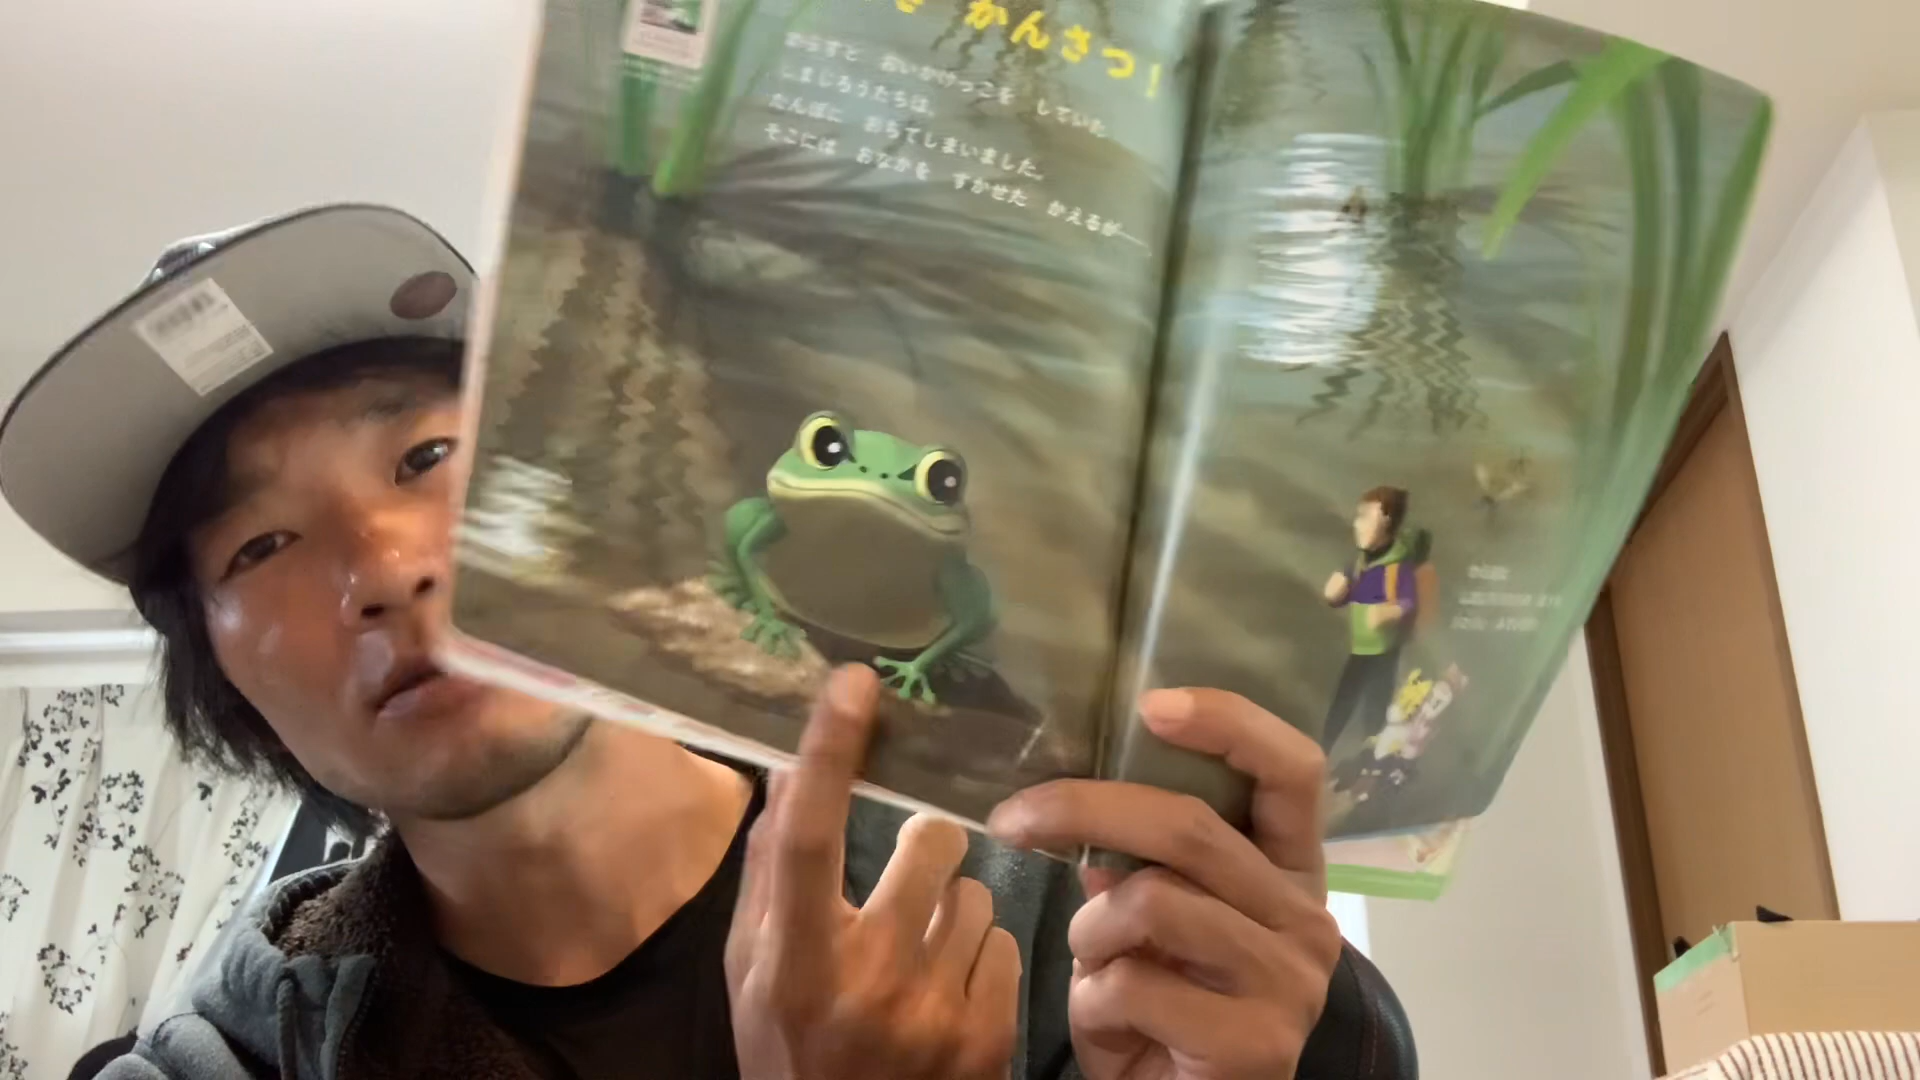 かんさつ！
からすと　おいかけっこを　していた
しまじろうたちは、
たんぼに　おちてしまいました。
そこには　おなかを　すかせた　かえるが――